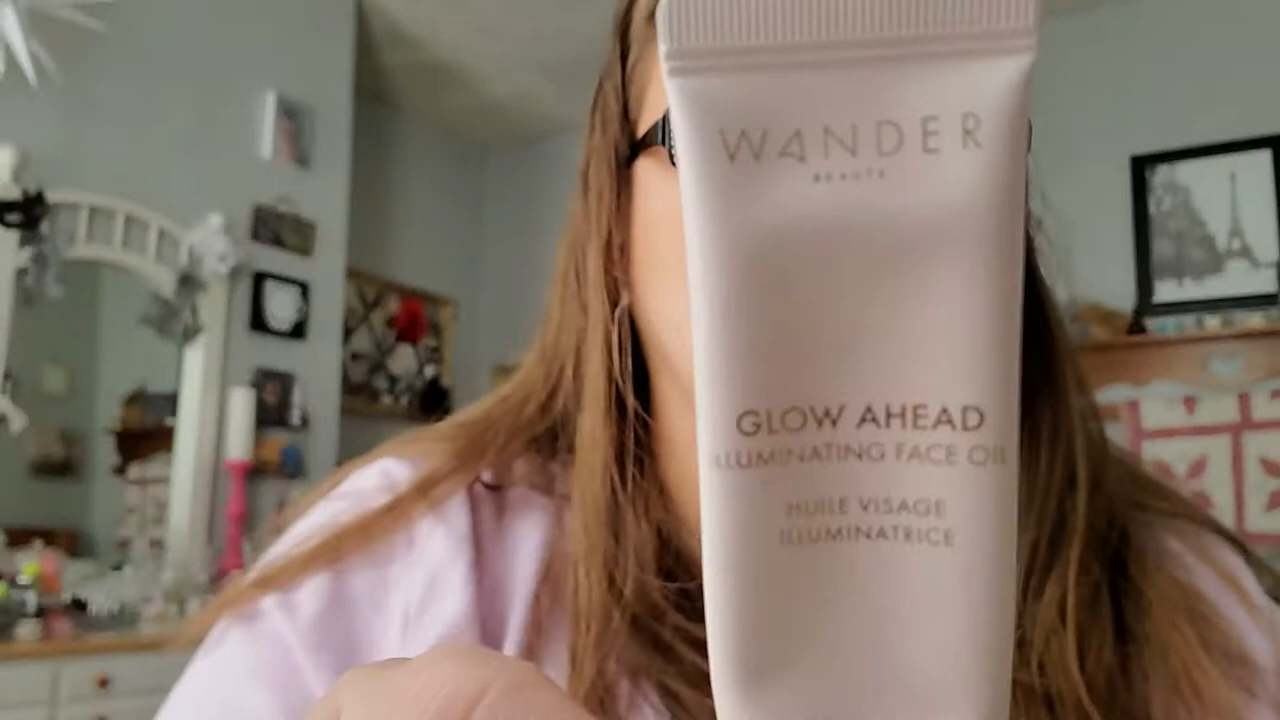 WANDER
BEAUTY
GLOW AHEAD
ILLUMINATING FACE OIL
HUILE VISAGE
ILLUMINATRICE